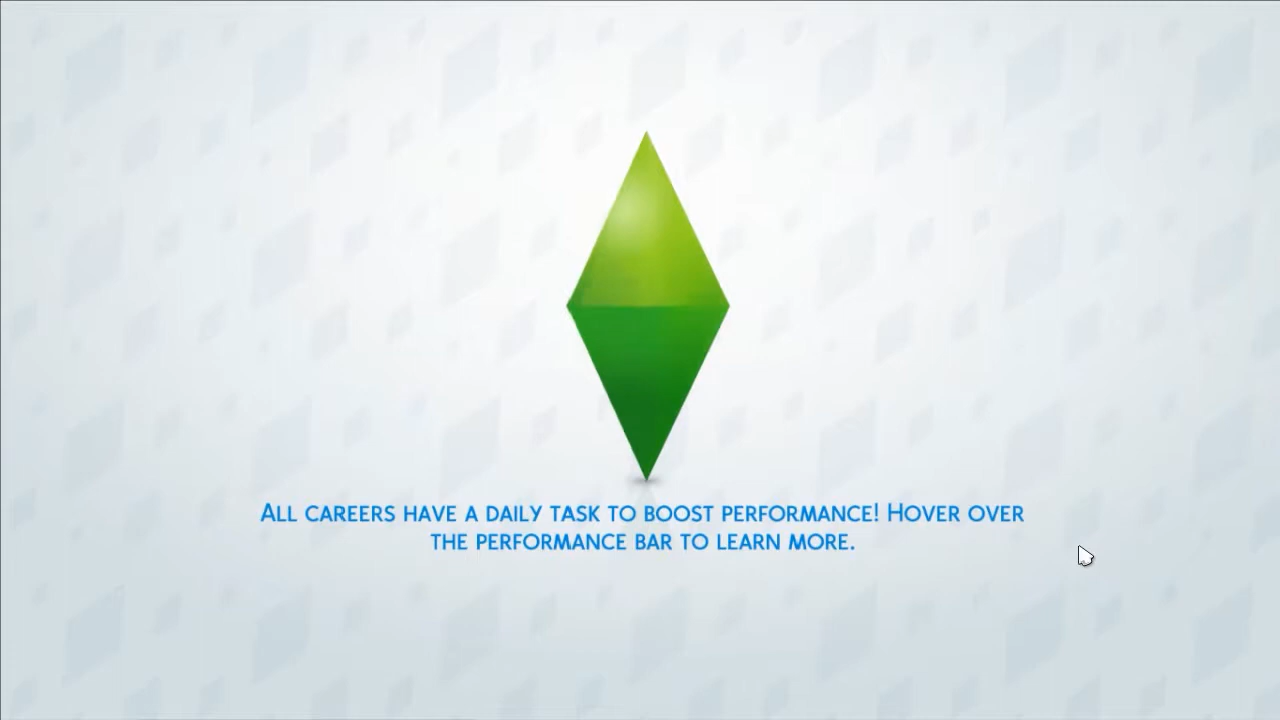 All careers have a daily task to boost performance! Hover over
the performance bar to learn more.